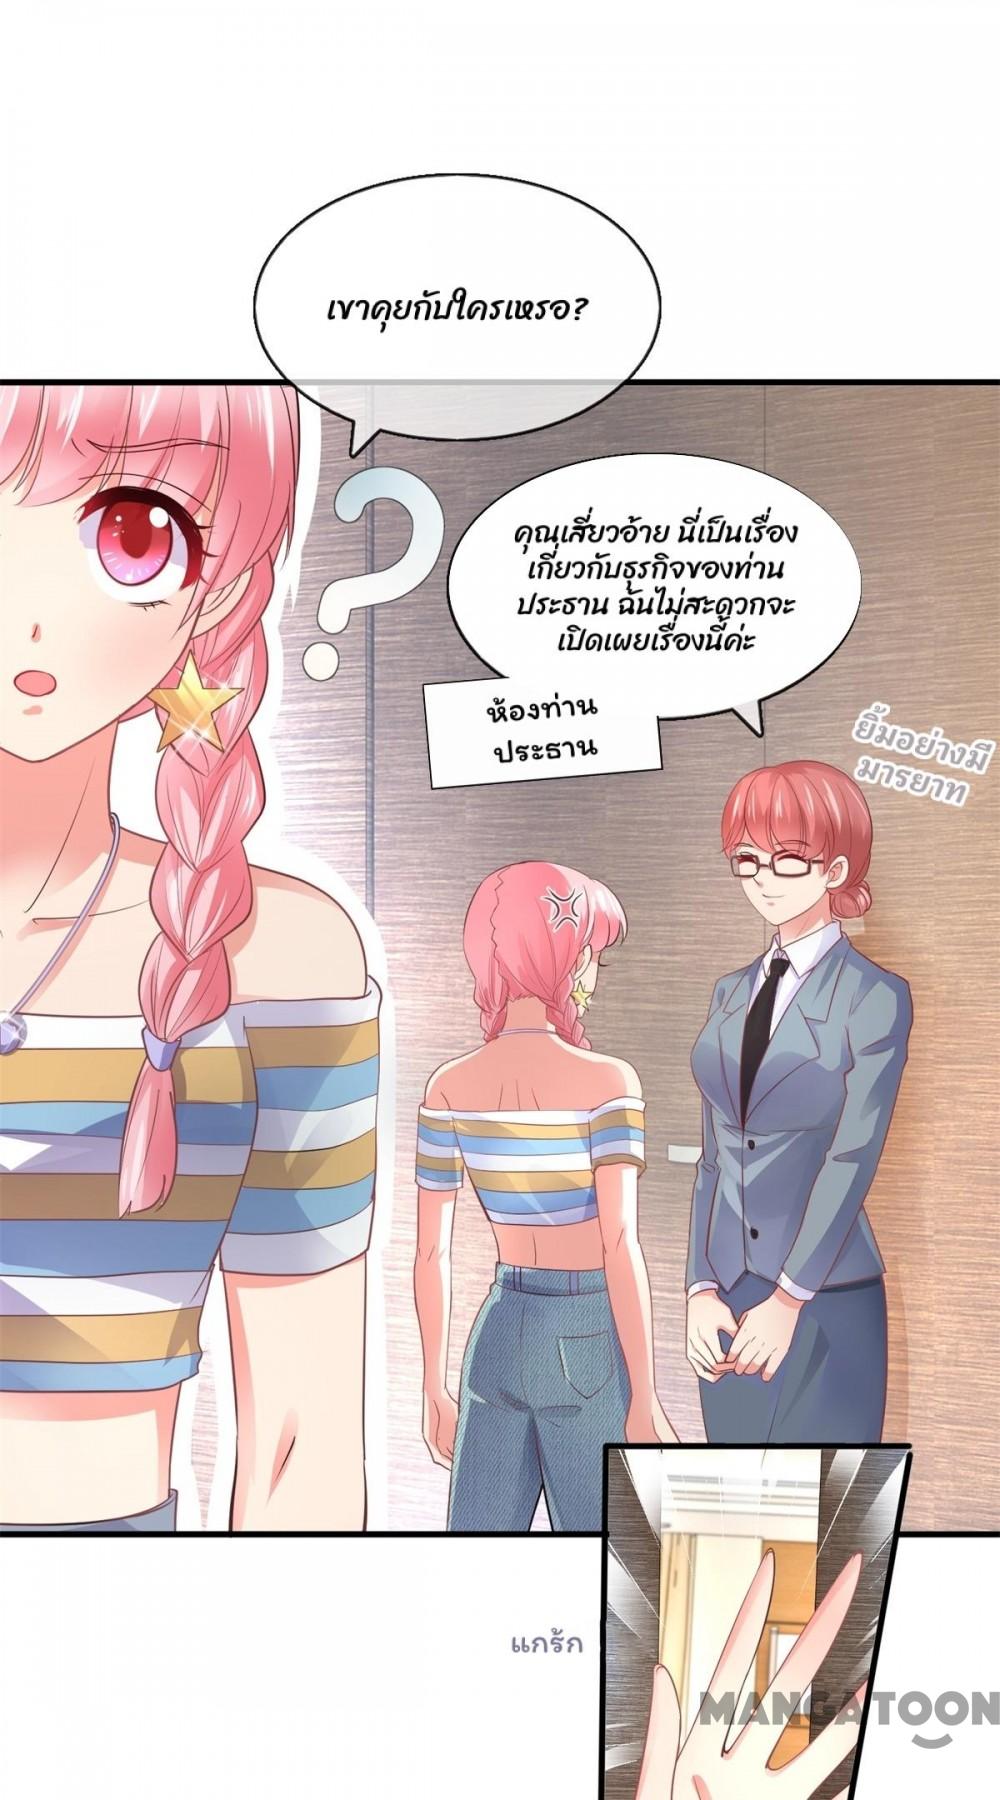 เขาคุยกับใครเหรอ?
คุณเสี่ยวอ้าย นี่เป็นเรื่อง
เกี่ยวกับธุรกิจของท่าน
ประธาน ฉันไม่สะดวกจะ
เปิดเผยเรื่องนี้ค่ะ
ห้องท่าน
ประธาน
ยิ้มอย่างมี
มารยาท
แกร้ก
MANGATOON